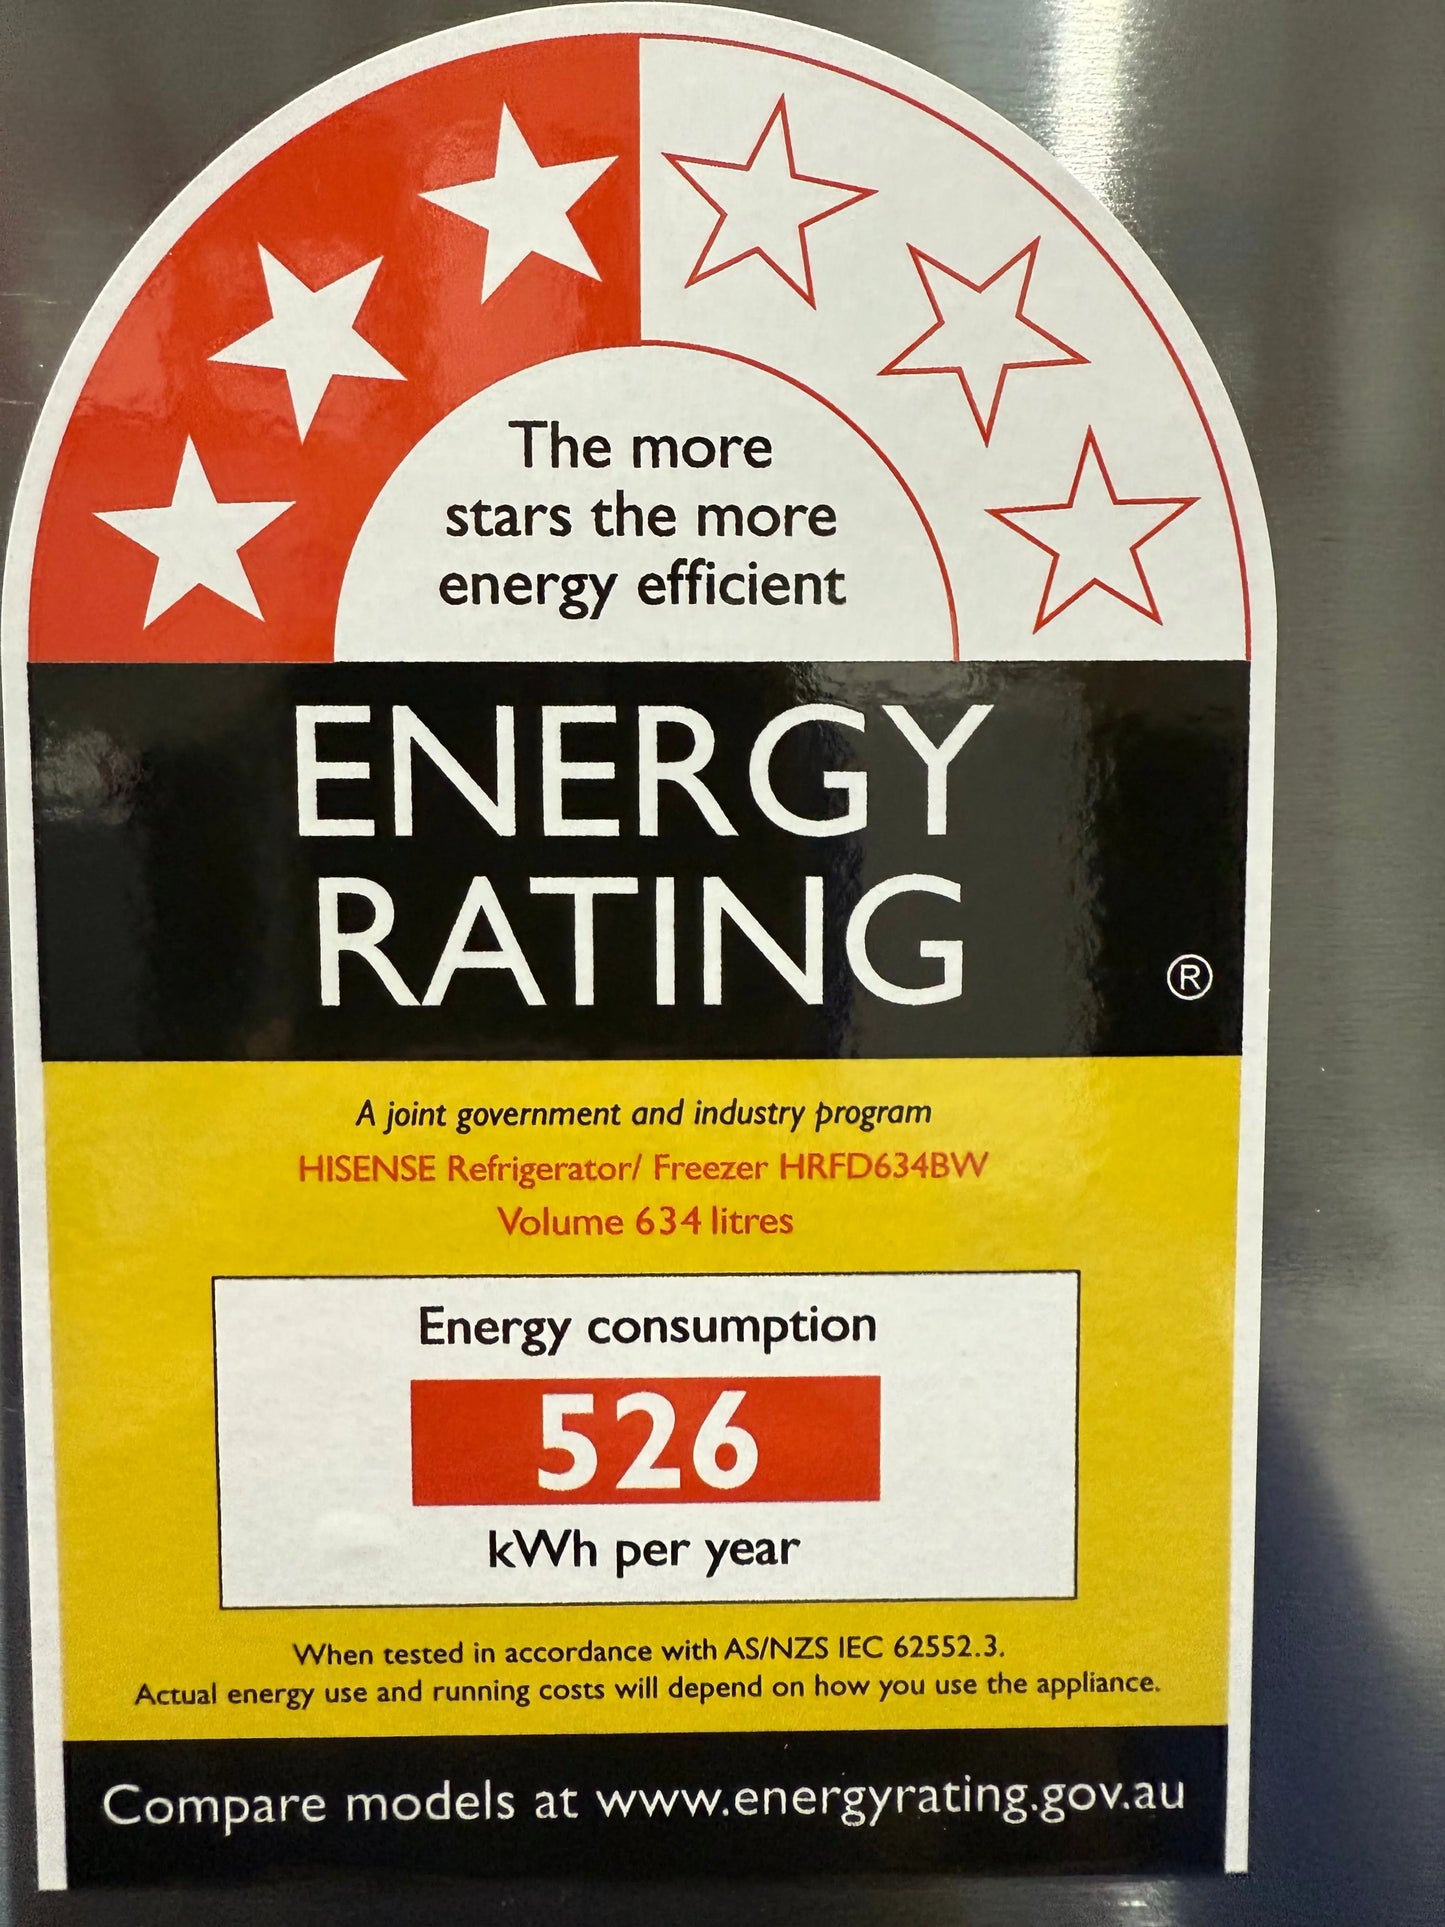 The more
stars the more
energy efficient
ENERGY
RATING
®
A joint government and industry program
HISENSE Refrigerator/ Freezer HRFD634BW
Volume 634 litres
Energy consumption
526
kWh per year
When tested in accordance with AS/NZS IEC 62552.3.
Actual energy use and running costs will depend on how you use the appliance.
Compare models at www.energyrating.gov.au